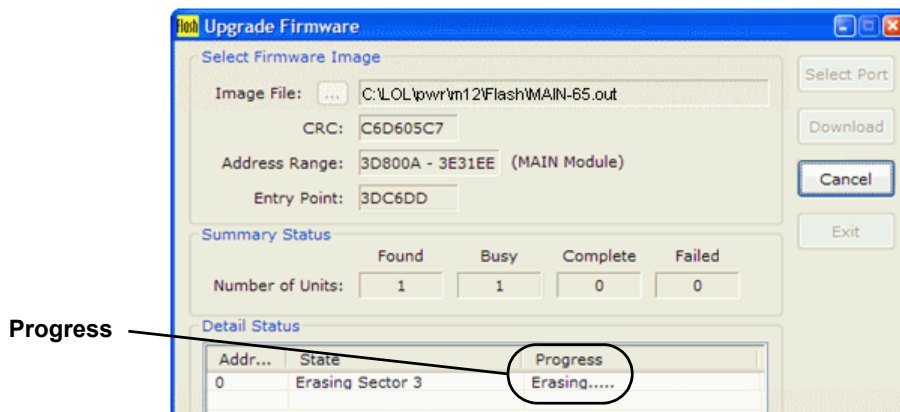 Flash Upgrade Firmware
Select Firmware Image
Image File: ... C:\LOL\pwr\m12\Flash\MAIN-65.out
CRC: C6D605C7
Address Range: 3D800A - 3E31EE (MAIN Module)
Entry Point: 3DC6DD
Select Port
Download
Cancel
Exit
Summary Status
Found Busy Complete Failed
Number of Units: 1 1 0 0
Progress
Detail Status
Addr... State Progress
0 Erasing Sector 3 Erasing.....